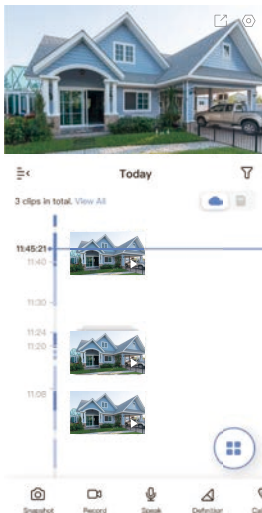 Today
3 clips in total. View All
11:45:21
11:40
11:30
11:24
11:20
11:08
Snapshot
Record
Speak
Definition